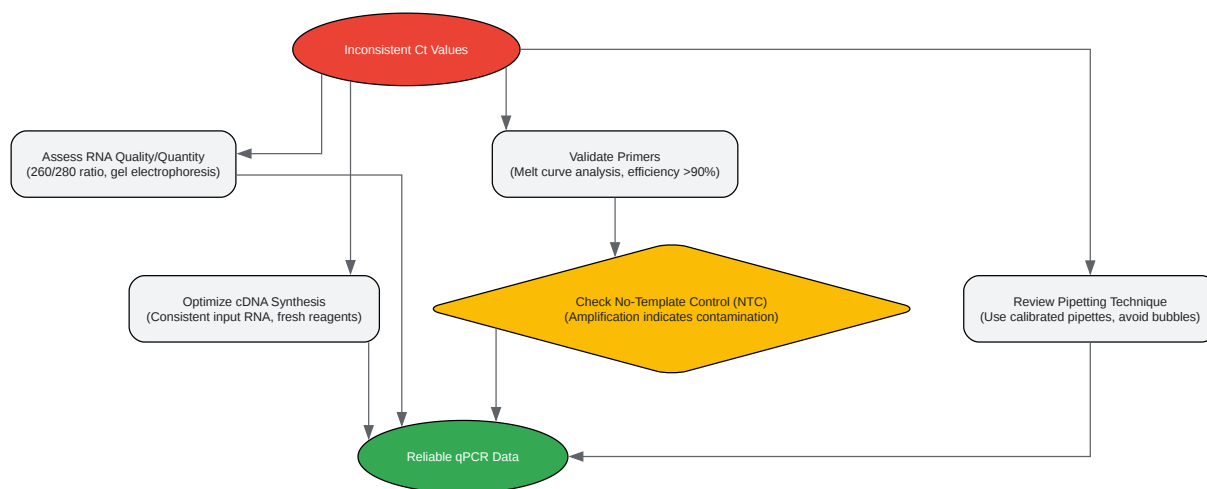 Inconsistent Ct Values
Assess RNA Quality/Quantity
(260/280 ratio, gel electrophoresis)
Validate Primers
(Melt curve analysis, efficiency >90%)
Optimize cDNA Synthesis
(Consistent input RNA, fresh reagents)
Check No-Template Control (NTC)
(Amplification indicates contamination)
Review Pipetting Technique
(Use calibrated pipettes, avoid bubbles)
Reliable qPCR Data